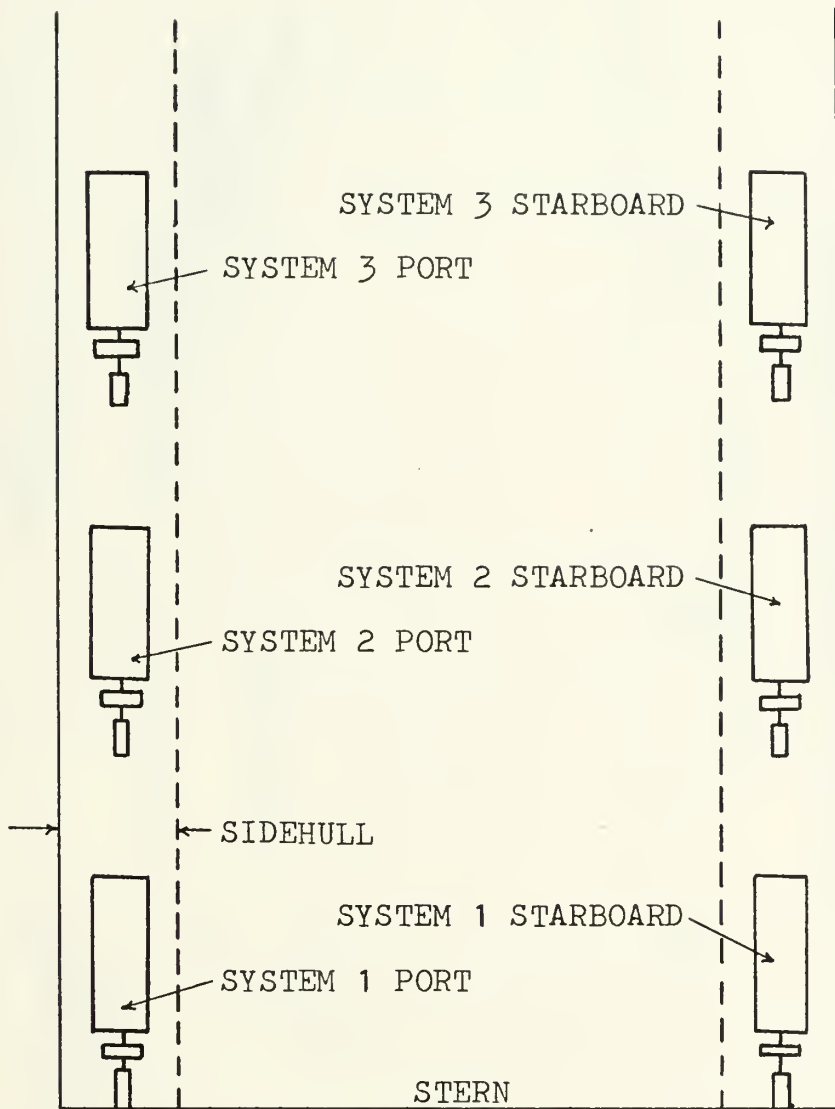 SYSTEM 3 STARBOARD
SYSTEM 3 PORT
SYSTEM 2 STARBOARD
SYSTEM 2 PORT
SIDEHULL
SYSTEM 1 STARBOARD
SYSTEM 1 PORT
STERN